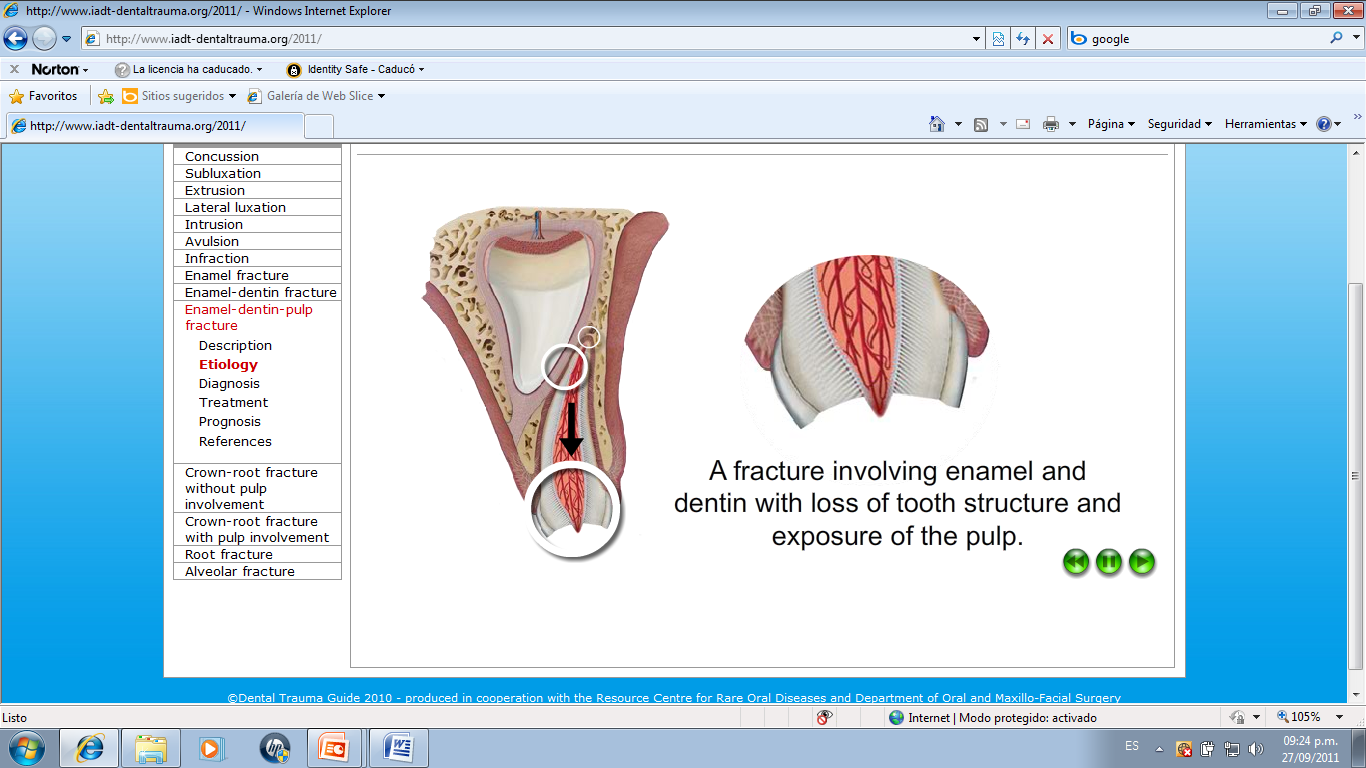 http://www.iadt-dentaltrauma.org/2011/ - Windows Internet Explorer
http://www.iadt-dentaltrauma.org/2011/
google
x Norton
La licencia ha caducado.
Identity Safe - Caducó
Favoritos
Sitios sugeridos
Galería de Web Slice
http://www.iadt-dentaltrauma.org/2011/
Página
Seguridad
Herramientas
Concussion
Subluxation
Extrusion
Lateral luxation
Intrusion
Avulsion
Infraction
Enamel fracture
Enamel-dentin fracture
Enamel-dentin-pulp
fracture
Description
Etiology
Diagnosis
Treatment
Prognosis
References
Crown-root fracture
without pulp
involvement
Crown-root fracture
with pulp involvement
Root fracture
Alveolar fracture
A fracture involving enamel and
dentin with loss of tooth structure and
exposure of the pulp.
©Dental Trauma Guide 2010 - produced in cooperation with the Resource Centre for Rare Oral Diseases and Department of Oral and Maxillo-Facial Surgery
Listo
Internet | Modo protegido: activado
105%
ES
09:24 p.m.
27/09/2011